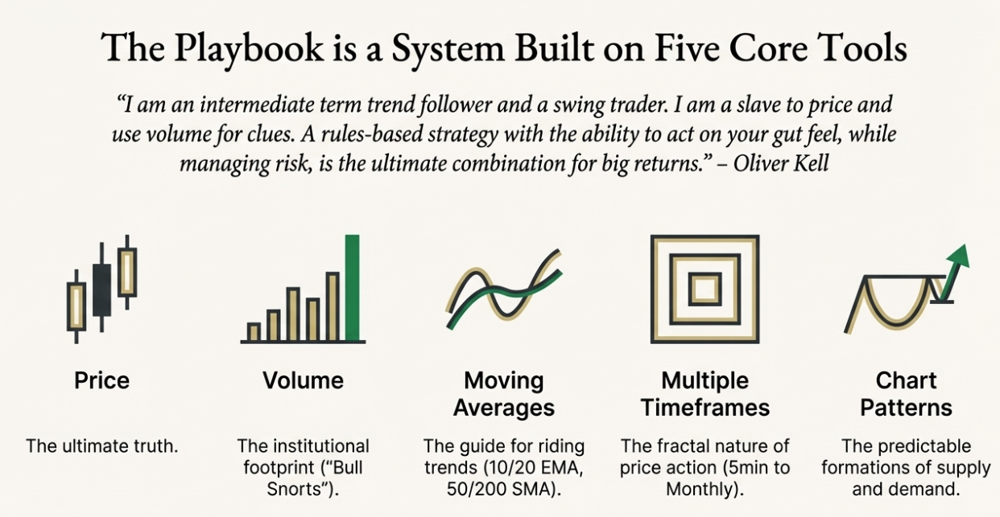 The Playbook is a System Built on Five Core Tools
“I am an intermediate term trend follower and a swing trader. I am a slave to price and
use volume for clues. A rules-based strategy with the ability to act on your gut feel, while
managing risk, is the ultimate combination for big returns.” – Oliver Kell
Price
The ultimate truth.
Volume
The institutional
footprint (“Bull
Snorts”).
Moving
Averages
The guide for riding
trends (10/20 EMA,
50/200 SMA).
Multiple
Timeframes
The fractal nature of
price action (5min to
Monthly).
Chart
Patterns
The predictable
formations of supply
and demand.